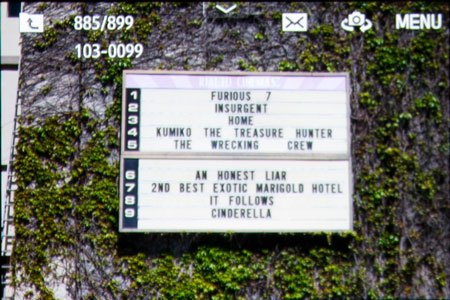 885/899
103-0099
MENU
1 FURIOUS 7
2 INSURGENT
3 HOME
4 KUMIKO THE TREASURE HUNTER
5 THE WRECKING CREW
6 AN HONEST LIAR
7 2ND BEST EXOTIC MARIGOLD HOTEL
8 IT FOLLOWS
9 CINDERELLA